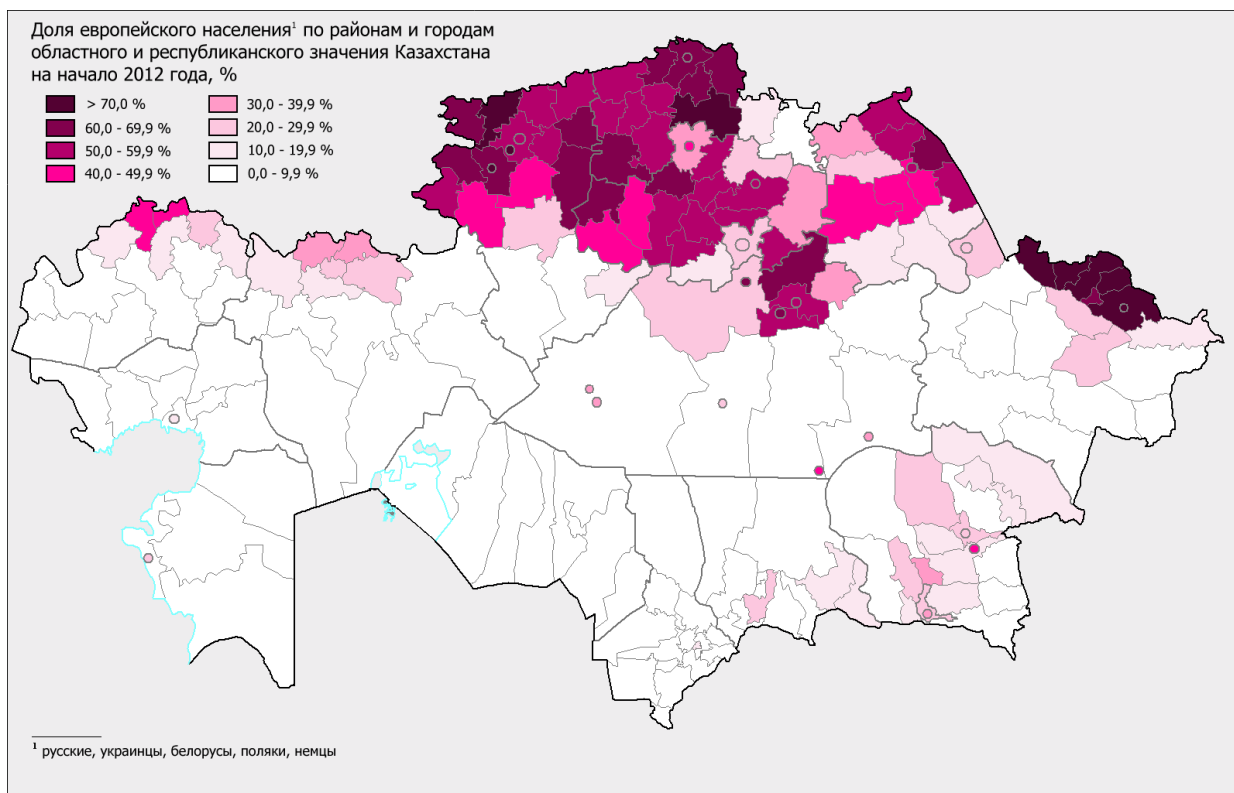 Доля европейского населения¹ по районам и городам
областного и республиканского значения Казахстана
на начало 2012 года, %
> 70,0 %
60,0 - 69,9 %
50,0 - 59,9 %
40,0 - 49,9 %
30,0 - 39,9 %
20,0 - 29,9 %
10,0 - 19,9 %
0,0 - 9,9 %
¹ русские, украинцы, белорусы, поляки, немцы